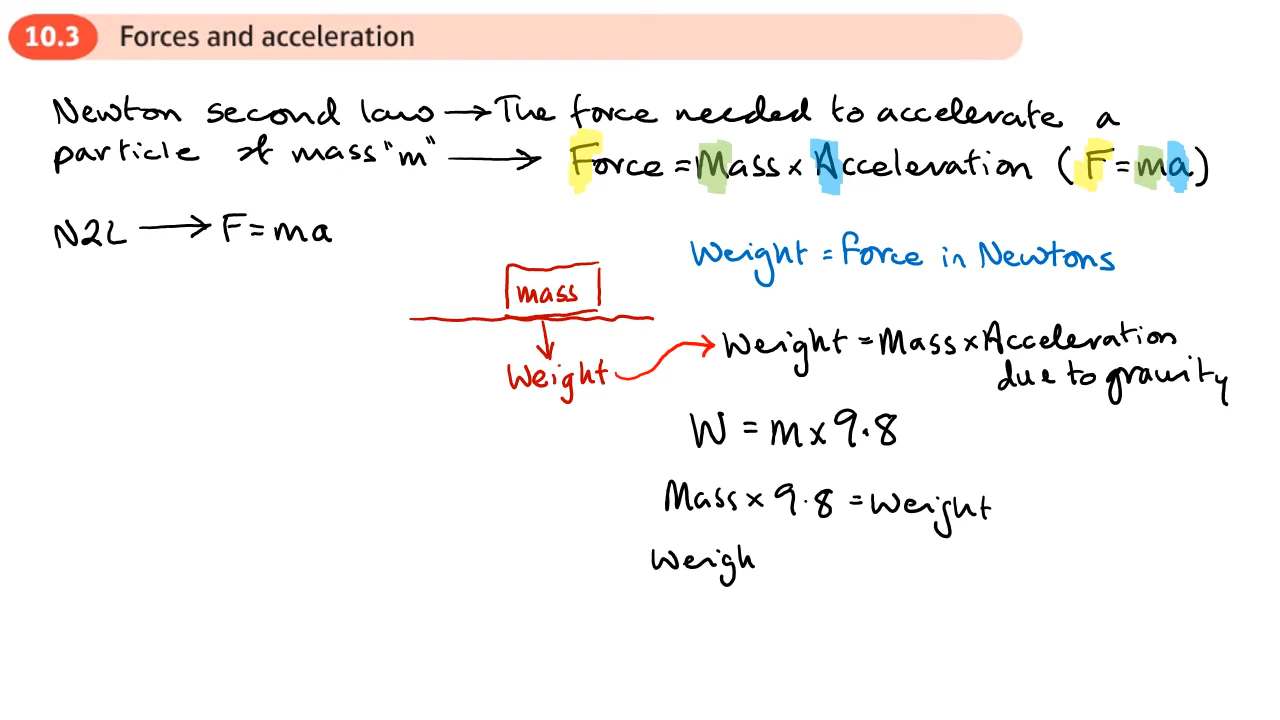 10.3 Forces and acceleration
Newton second law → The force needed to accelerate a
particle of mass "m" → Force = Mass × Acceleration (F = ma)
N2L → F = ma
Weight = Force in Newtons
mass
Weight → Weight = Mass × Acceleration
due to gravity
W = m × 9.8
Mass × 9.8 = Weight
Weigh